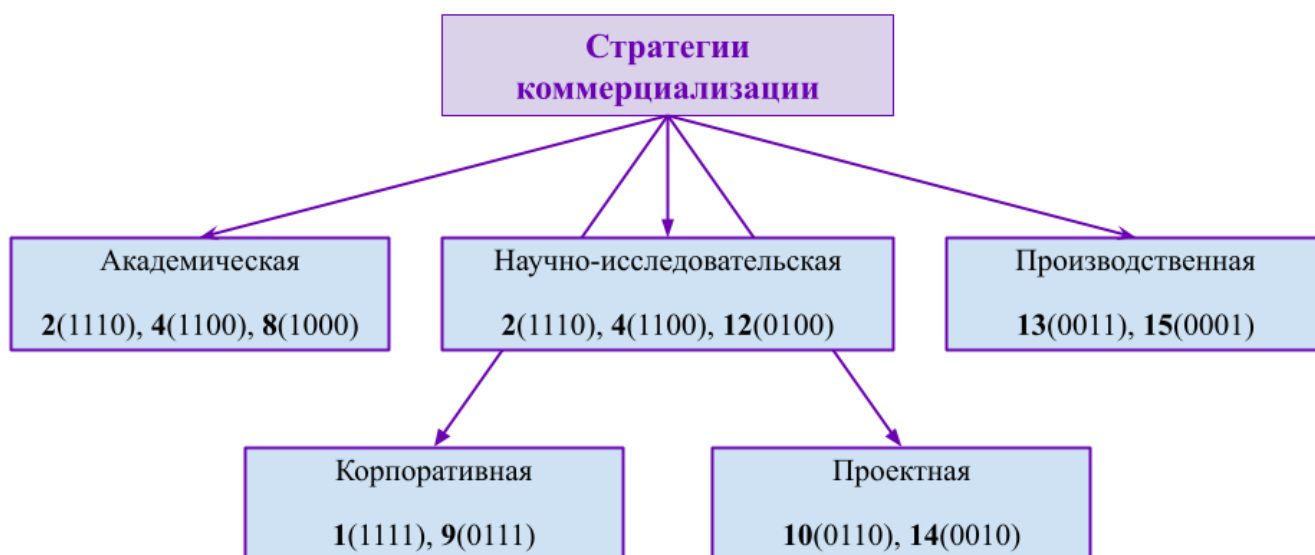 Стратегии
коммерциализации
Академическая
2(1110), 4(1100), 8(1000)
Научно-исследовательская
2(1110), 4(1100), 12(0100)
Производственная
13(0011), 15(0001)
Корпоративная
1(1111), 9(0111)
Проектная
10(0110), 14(0010)